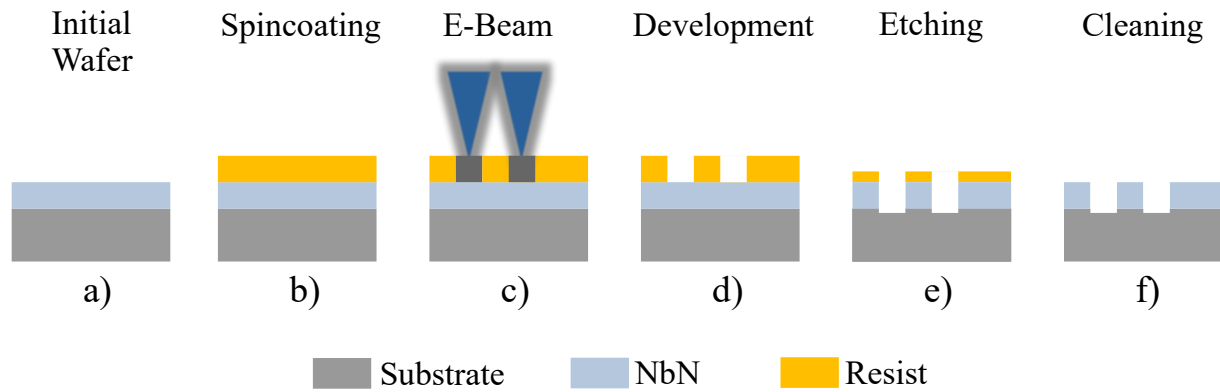 Initial
Wafer
Spincoating
E-Beam
Development
Etching
Cleaning
a)
b)
c)
d)
e)
f)
Substrate
NbN
Resist